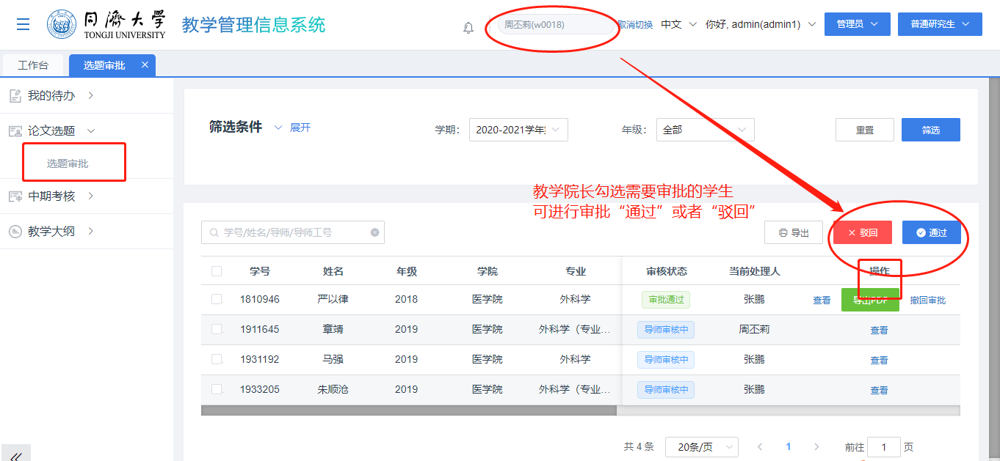 同濟大学
TONGJI UNIVERSITY
教学管理信息系统
周丕莉(w0018)
取消切换
中文
你好, admin(admin1)
管理员
普通研究生
工作台
选题审批
我的待办
论文选题
选题审批
中期考核
教学大纲
筛选条件
展开
学期:
2020-2021学年
年级:
全部
重置
筛选
教学院长勾选需要审批的学生
可进行审批“通过”或者“驳回”
学号/姓名/导师/导师工号
导出
驳回
通过
学号 姓名 年级 学院 专业 审核状态 当前处理人 操作
1810946 严以律 2018 医学院 外科学 审批通过 张鹏 查看 导出PDF 撤回审批
1911645 章靖 2019 医学院 外科学（专业... 导师审核中 周丕莉 查看
1931192 马强 2019 医学院 外科学 导师审核中 张鹏 查看
1933205 朱顺沧 2019 医学院 外科学（专业... 导师审核中 张鹏 查看
共 4 条
20条/页
1
前往 1 页